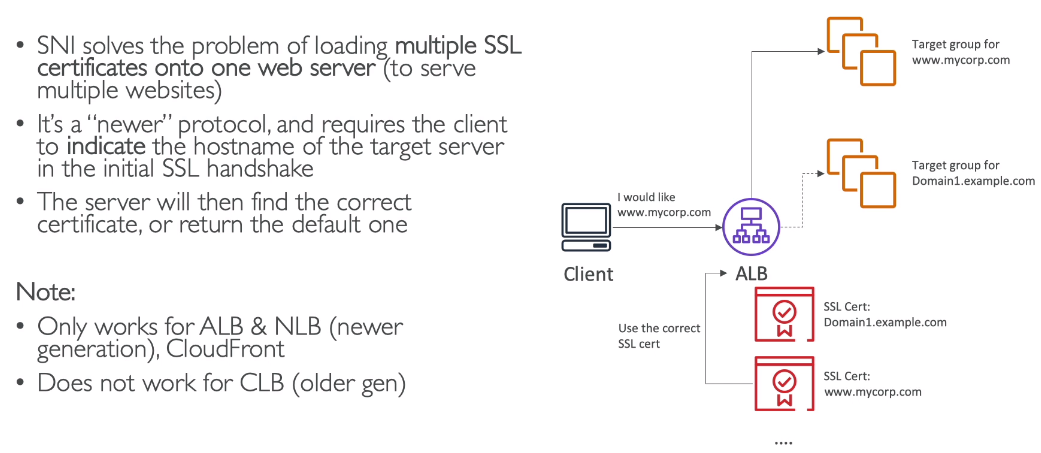 • SNI solves the problem of loading multiple SSL
certificates onto one web server (to serve
multiple websites)
• It's a “newer” protocol, and requires the client
to indicate the hostname of the target server
in the initial SSL handshake
• The server will then find the correct
certificate, or return the default one
Note:
• Only works for ALB & NLB (newer
generation), CloudFront
• Does not work for CLB (older gen)
Target group for
www.mycorp.com
Target group for
Domain1.example.com
I would like
www.mycorp.com
Client
ALB
Use the correct
SSL cert
SSL Cert:
Domain1.example.com
SSL Cert:
www.mycorp.com
....